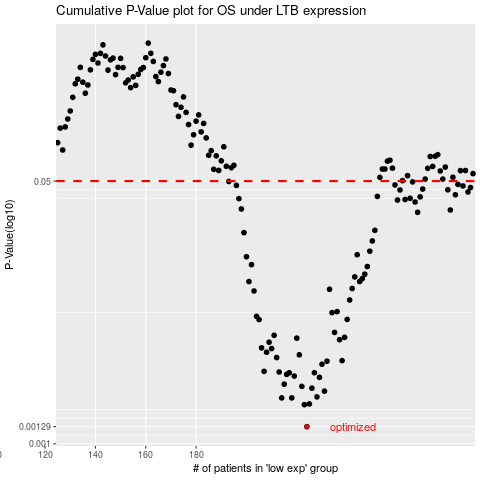 Cumulative P-Value plot for OS under LTB expression
P-Value(log10)
0.05
0.00129
0.001
optimized
0
120
140
160
180
# of patients in 'low exp' group